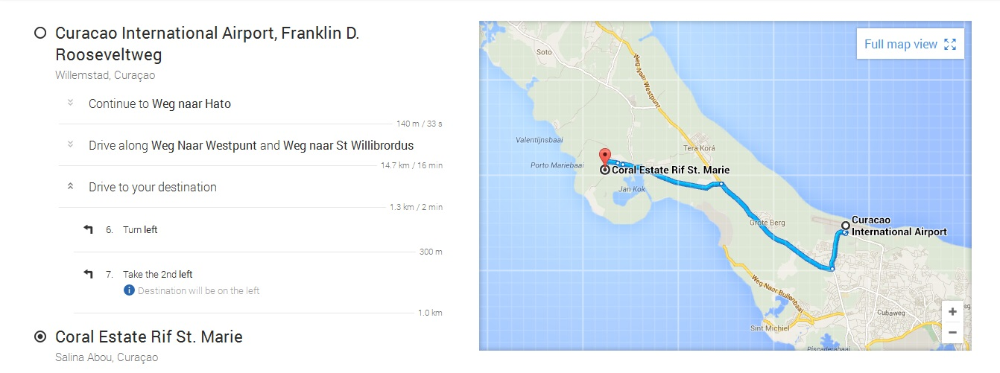 Curacao International Airport, Franklin D.
Rooseveltweg
Willemstad, Curaçao
Continue to Weg naar Hato
140 m / 33 s
Drive along Weg Naar Westpunt and Weg naar St Willibrordus
14.7 km / 16 min
Drive to your destination
1.3 km / 2 min
6. Turn left
300 m
7. Take the 2nd left
Destination will be on the left
1.0 km
Coral Estate Rif St. Marie
Salina Abou, Curaçao
Full map view
Soto
Weg Naar Westpunt
Valentijnsbaai
Tera Korá
Porto Mariebaai
Coral Estate Rif St. Marie
Jan Kok
Grote Berg
Curacao
International Airport
Weg Naar Bullenbaai
Cubaweg
Sint Michiel
Piscaderabaai
+
−